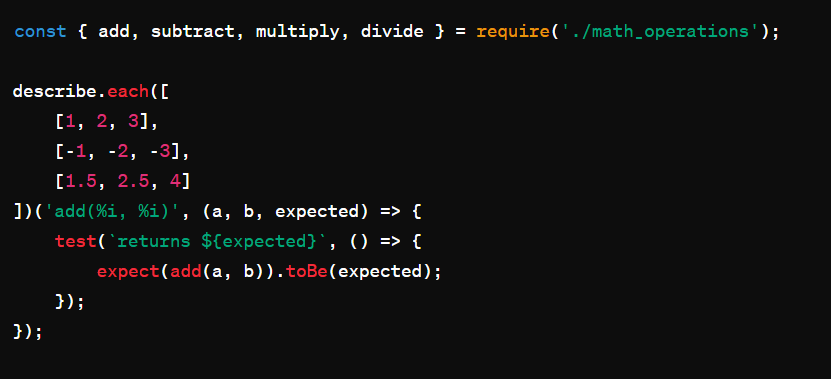 const { add, subtract, multiply, divide } = require('./math_operations');

describe.each([
    [1, 2, 3],
    [-1, -2, -3],
    [1.5, 2.5, 4]
])('add(%i, %i)', (a, b, expected) => {
    test(`returns ${expected}`, () => {
        expect(add(a, b)).toBe(expected);
    });
});